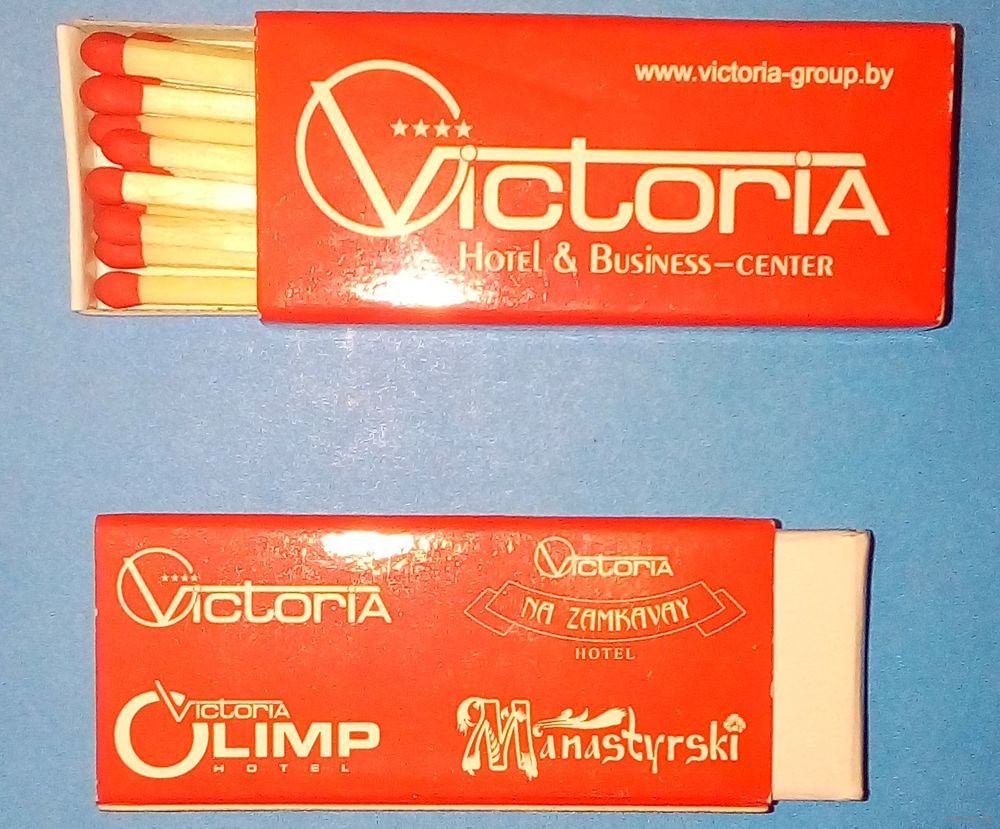 www.victoria-group.by
★★★★
Victoria
Hotel & Business-center
★★★★
Victoria
Victoria
NA ZAMKAVAY
HOTEL
Victoria
OLIMP
HOTEL
Manastyrski